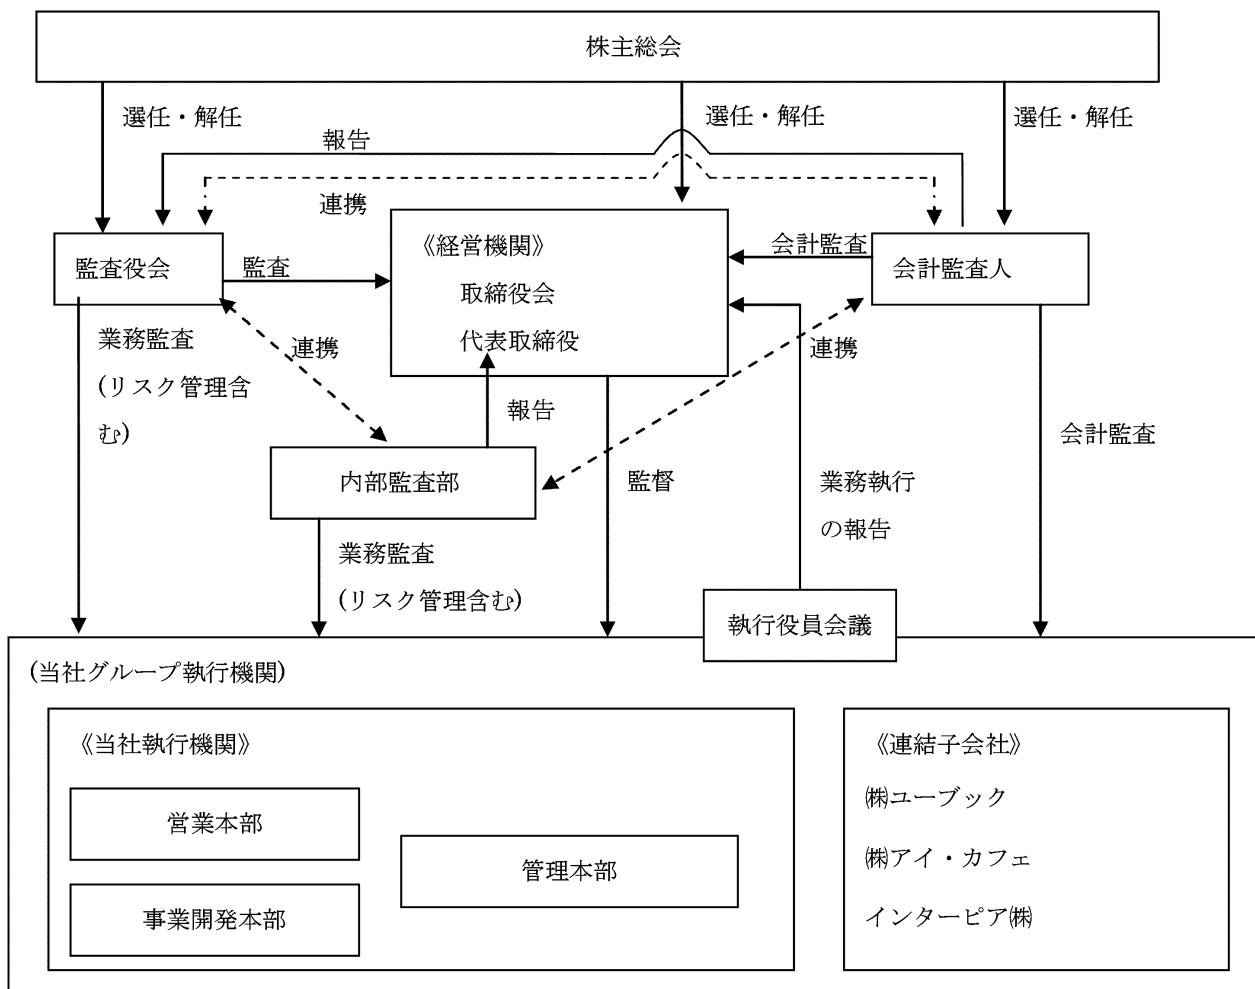 株主総会
選任・解任
選任・解任
選任・解任
報告
連携
《経営機関》
取締役会
代表取締役
監査役会
監査
会計監査
会計監査人
業務監査
(リスク管理含
む)
連携
連携
報告
内部監査部
監督
業務執行
の報告
会計監査
業務監査
(リスク管理含む)
執行役員会議
(当社グループ執行機関)
《当社執行機関》
営業本部
事業開発本部
管理本部
《連結子会社》
㈱ユーブック
㈱アイ・カフェ
インターピア㈱